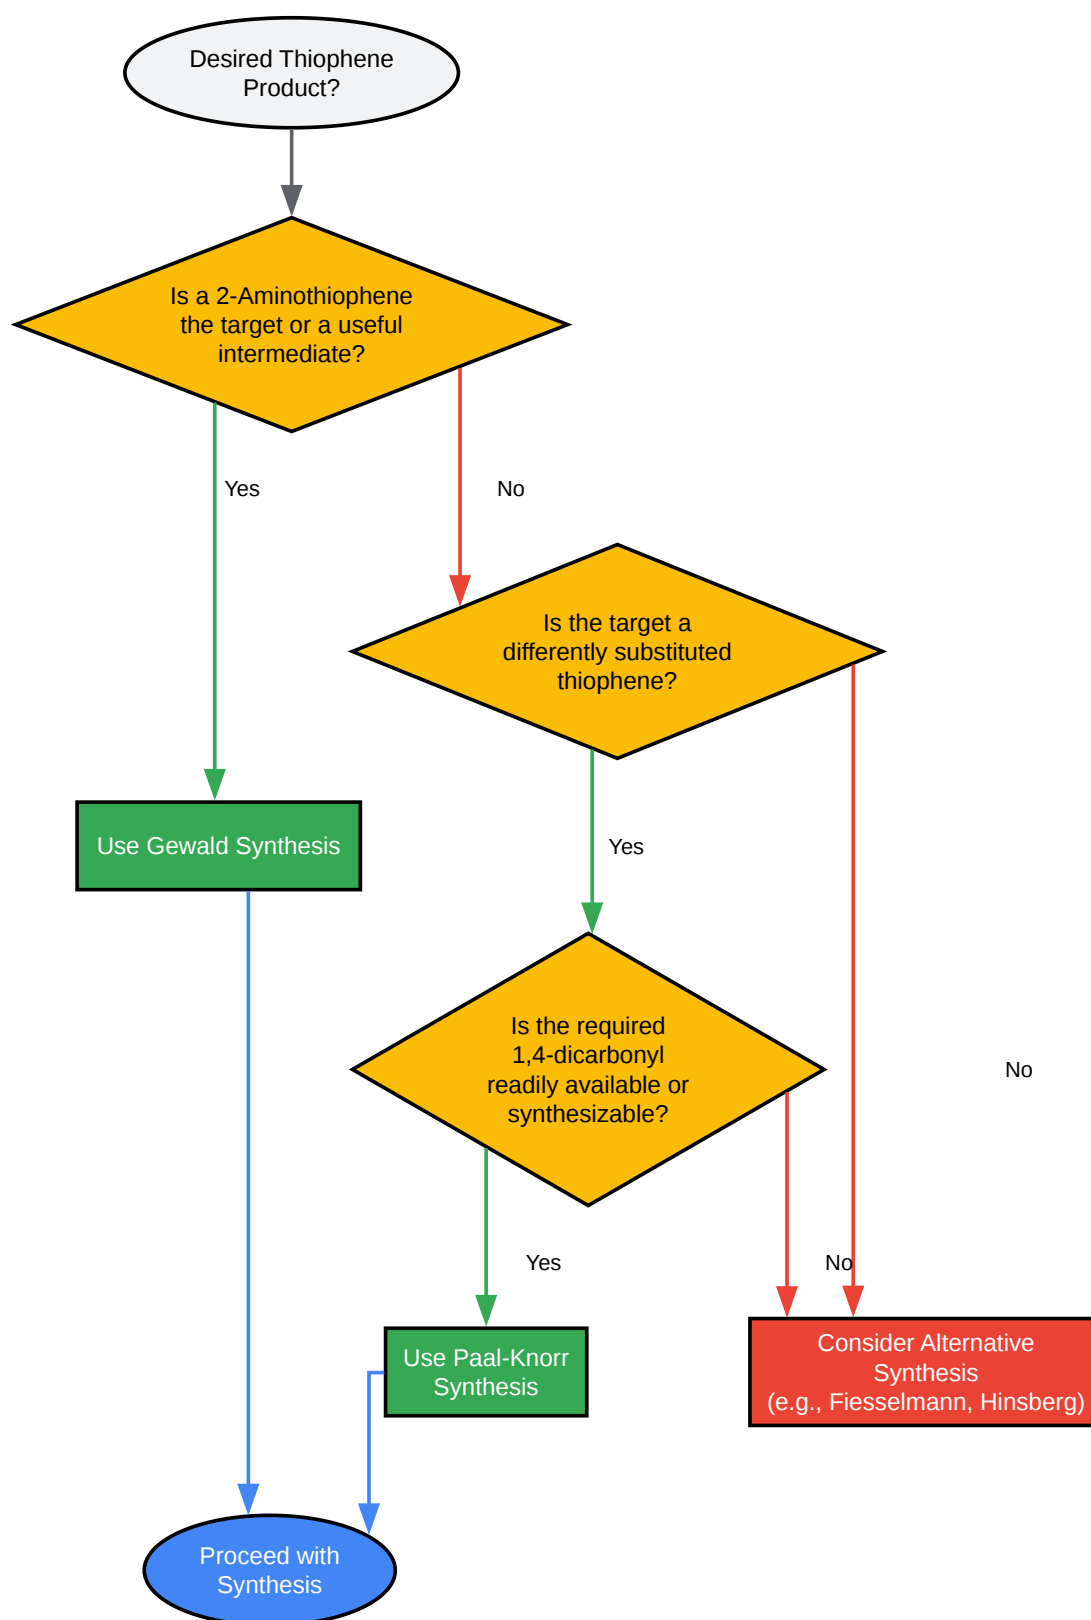 Desired Thiophene
Product?
Is a 2-Aminothiophene
the target or a useful
intermediate?
Yes
No
Is the target a
differently substituted
thiophene?
Use Gewald Synthesis
Yes
Is the required
1,4-dicarbonyl
readily available or
synthesizable?
No
Yes
No
Use Paal-Knorr
Synthesis
Consider Alternative
Synthesis
(e.g., Fiesselmann, Hinsberg)
Proceed with
Synthesis